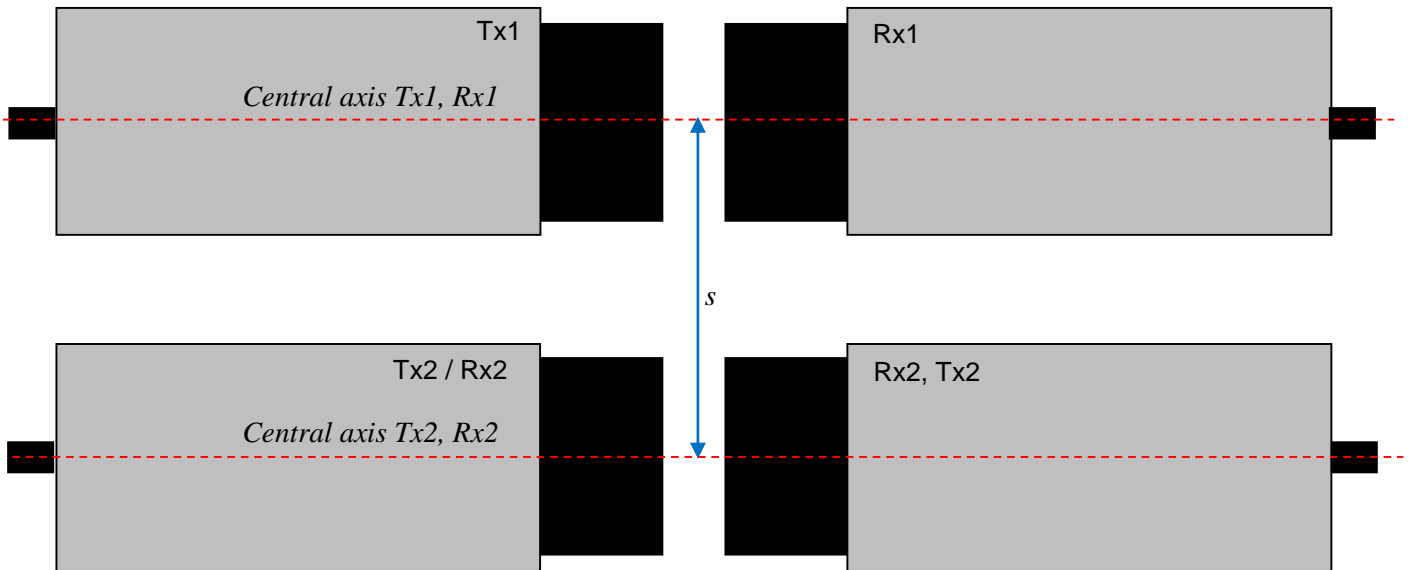 Tx1
Rx1
Central axis Tx1, Rx1
s
Tx2 / Rx2
Rx2, Tx2
Central axis Tx2, Rx2